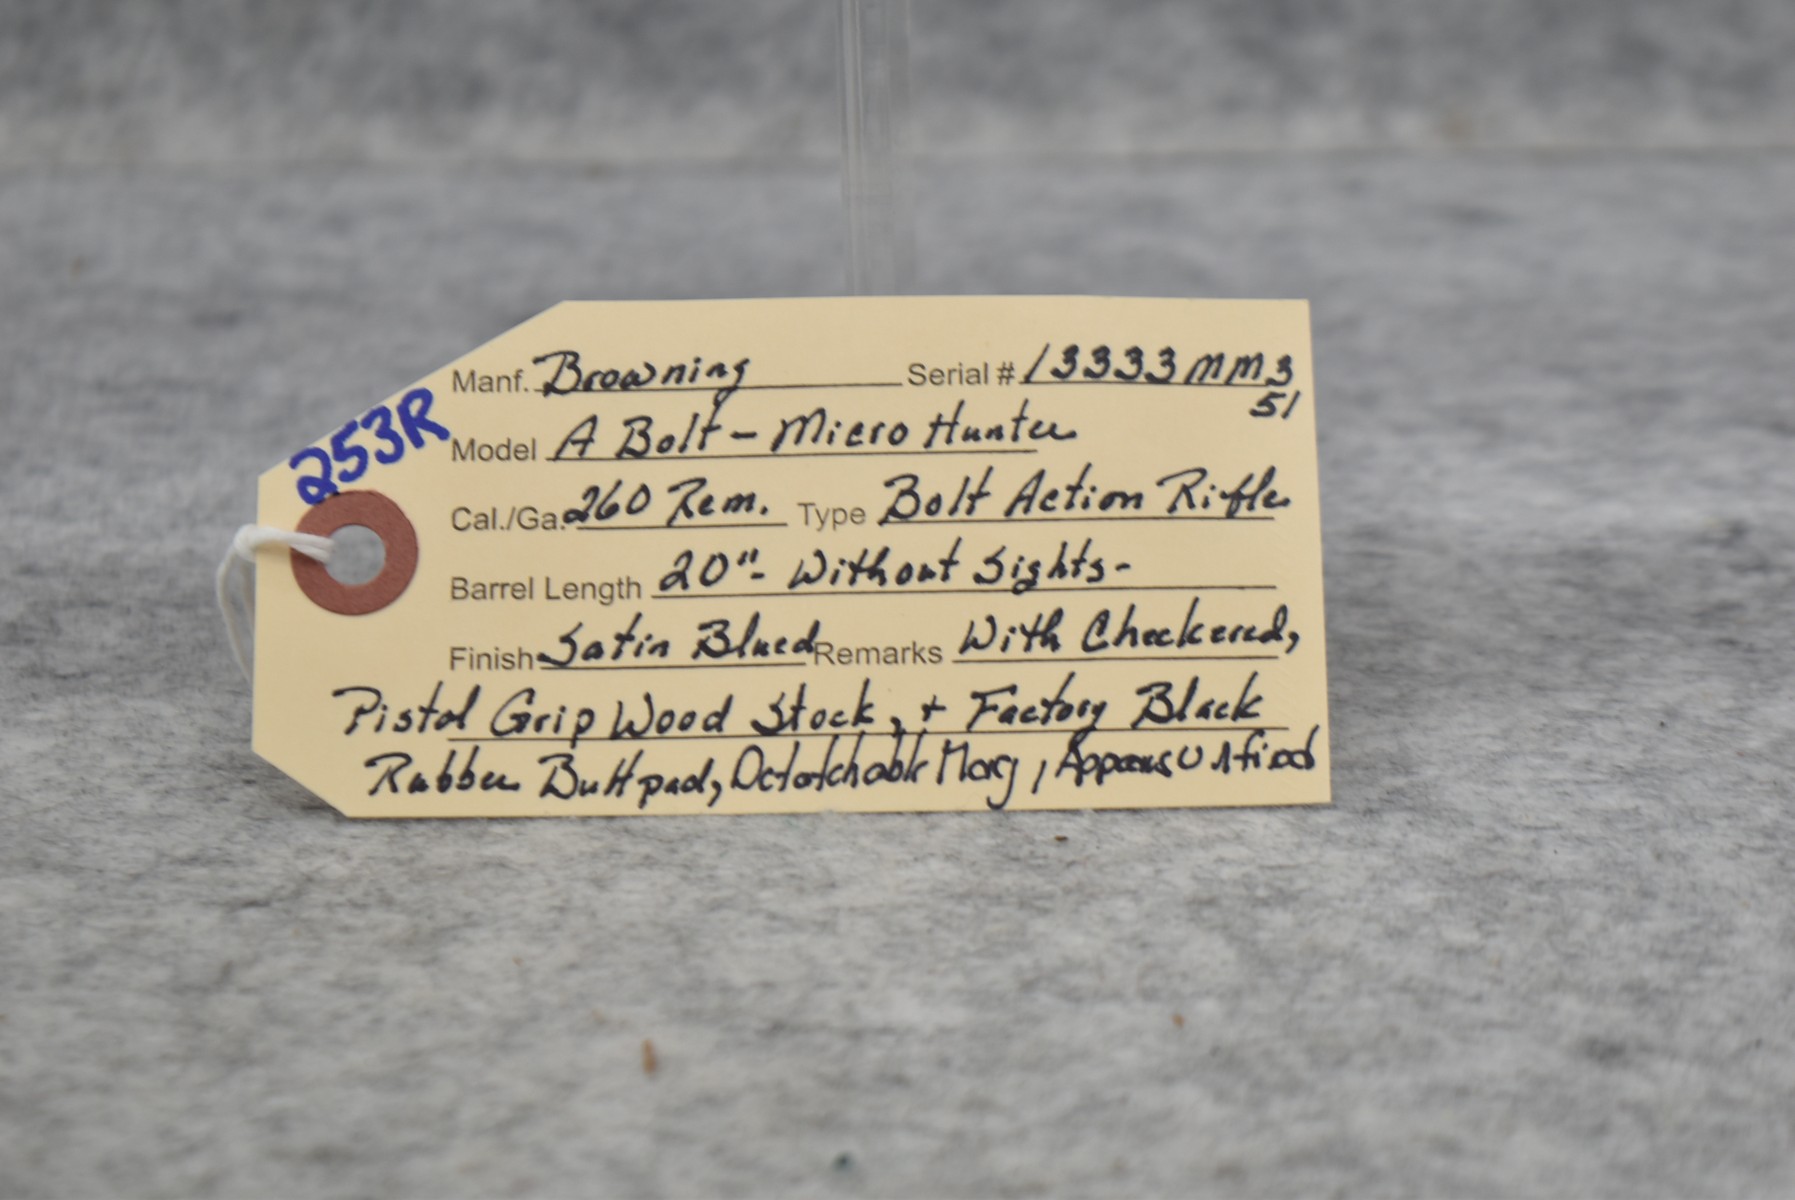 253R
Manf. Browning Serial # 13333MM3
51
Model A Bolt - Micro Hunter
Cal./Ga. 260 Rem. Type Bolt Action Rifle
Barrel Length 20"- Without Sights-
Finish Satin Blued Remarks With Checkered,
Pistol Grip Wood Stock, + Factory Black
Rubber Buttpad, Detatchable Mag, Appears Unfired